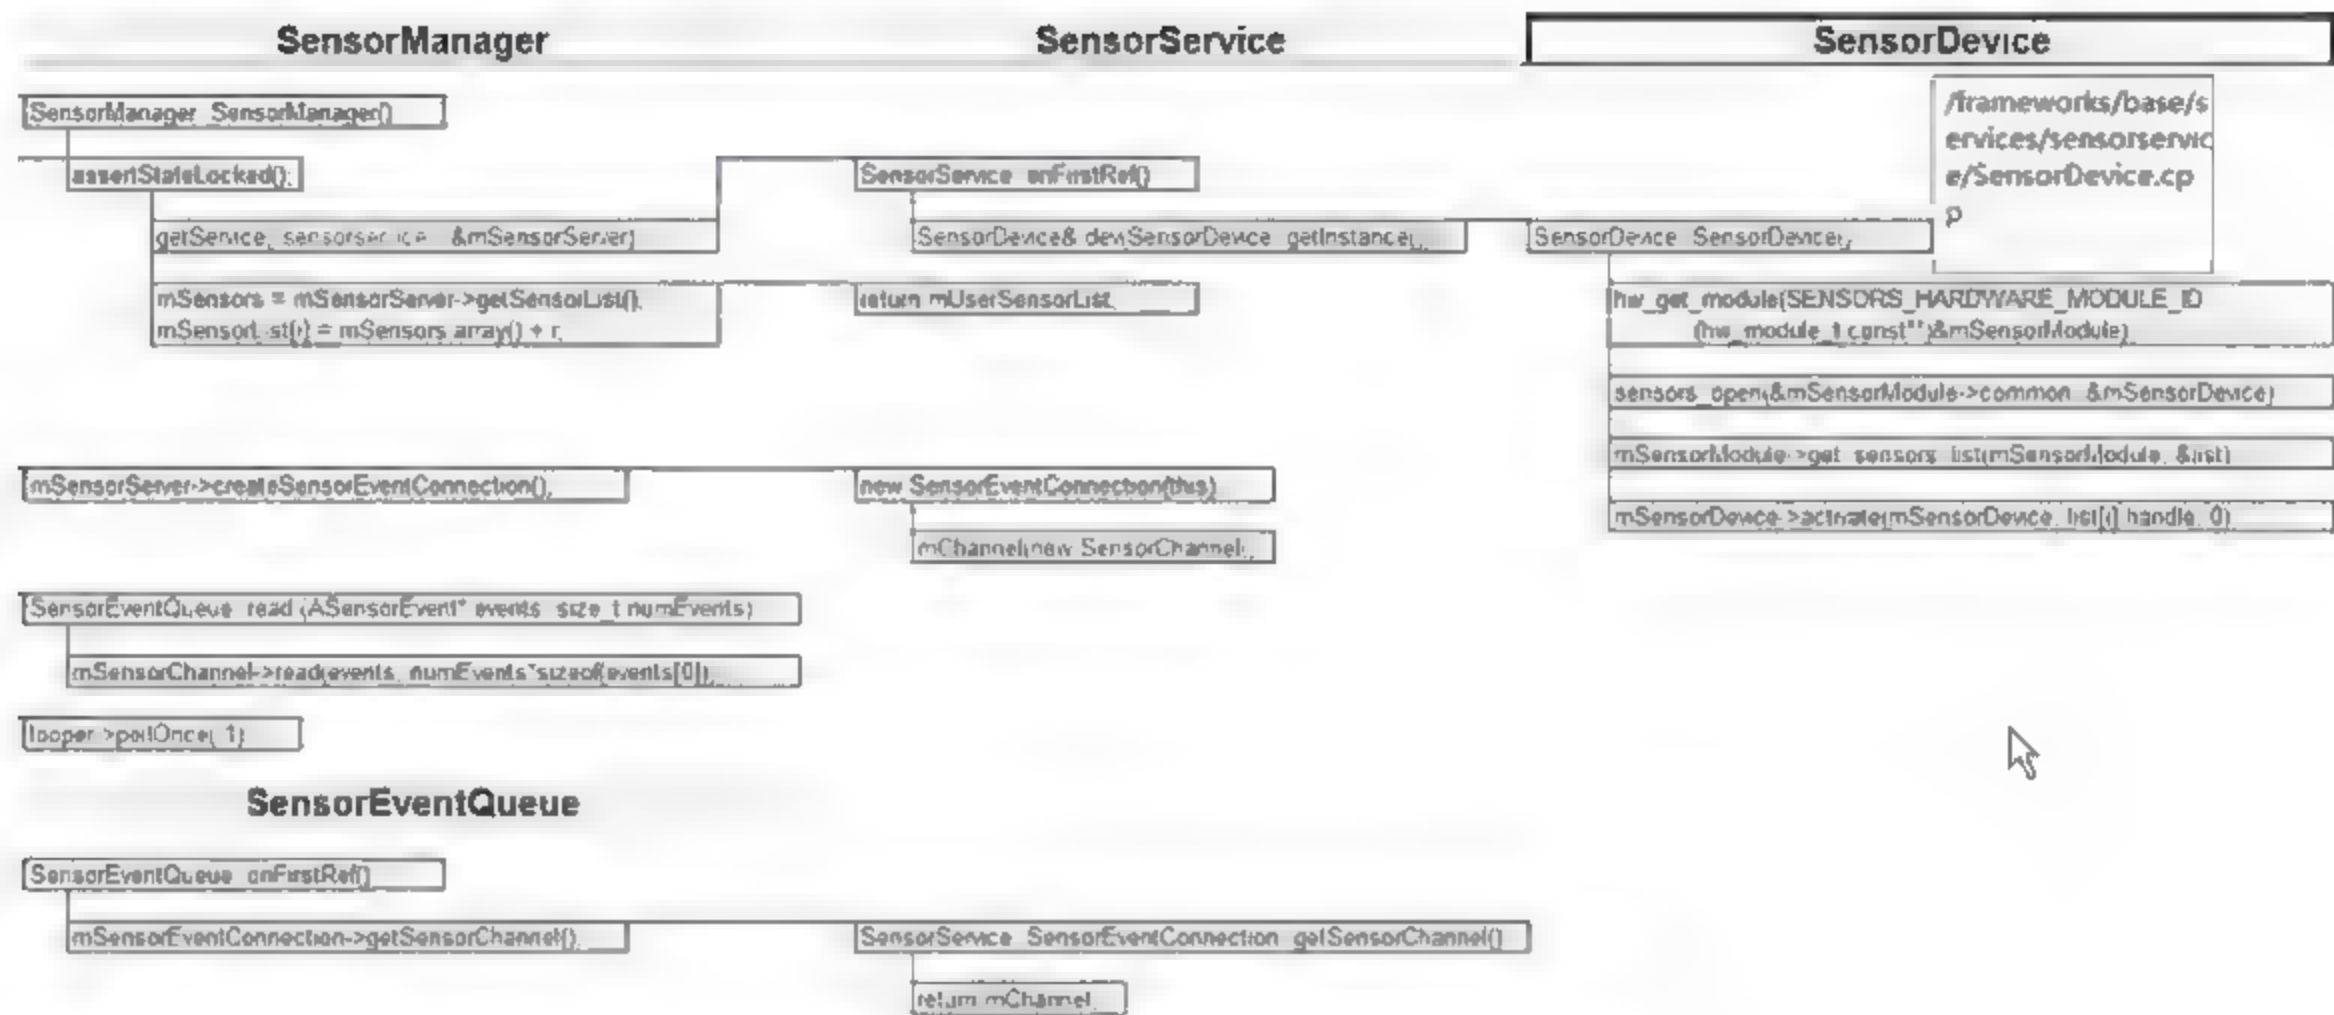 SensorManager
SensorService
SensorDevice
SensorManager SensorManager()
/frameworks/base/s
ervices/sensorservic
e/SensorDevice.cp
p
assertStateLocked();
SensorService onFirstRef()
getService( sensorservice &mSensorServer)
SensorDevice& dev(SensorDevice getInstance());
SensorDevice SensorDevice()
mSensors = mSensorServer->getSensorList();
mSensorList[i] = mSensors.array() + i;
return mUserSensorList;
hw_get_module(SENSORS_HARDWARE_MODULE_ID
(hw_module_t const**)&mSensorModule)
sensors_open(&mSensorModule->common &mSensorDevice)
mSensorModule->get_sensors_list(mSensorModule, &list)
mSensorServer->createSensorEventConnection();
new SensorEventConnection(this)
mSensorDevice->activate(mSensorDevice, list[i].handle, 0)
mChannel(new SensorChannel(
SensorEventQueue read (ASensorEvent* events size_t numEvents)
mSensorChannel->read(events, numEvents*sizeof(events[0]));
looper->pollOnce(-1)
SensorEventQueue
SensorEventQueue onFirstRef()
mSensorEventConnection->getSensorChannel();
SensorService SensorEventConnection getSensorChannel()
return mChannel;